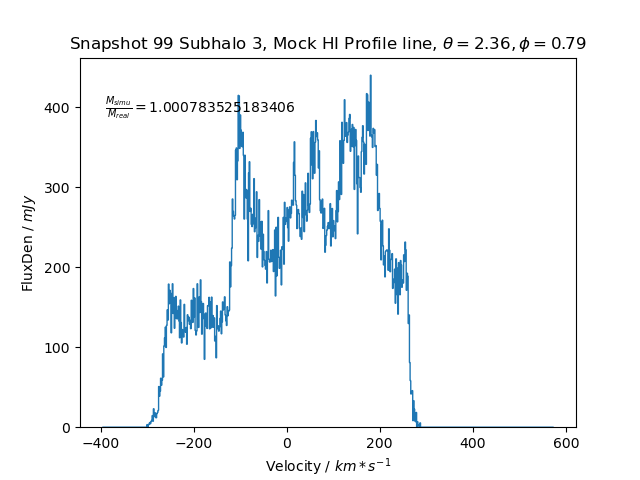 Snapshot 99 Subhalo 3, Mock HI Profile line, θ = 2.36, ϕ = 0.79
M_simu/M_real = 1.000783525183406
400
300
200
100
0
FluxDen / mJy
−400 −200 0 200 400 600
Velocity / km * s⁻¹